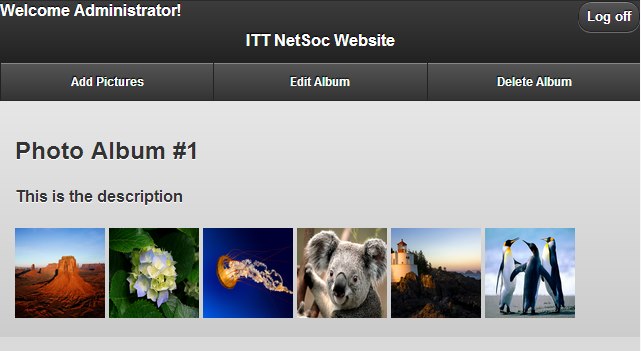 Welcome Administrator!
Log off
ITT NetSoc Website
Add Pictures
Edit Album
Delete Album
Photo Album #1
This is the description